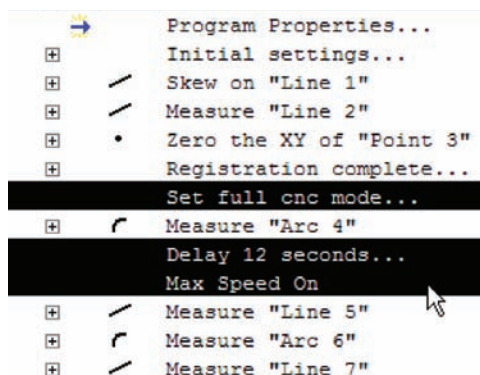 Program Properties...
Initial settings...
Skew on "Line 1"
Measure "Line 2"
Zero the XY of "Point 3"
Registration complete...
Set full cnc mode...
Measure "Arc 4"
Delay 12 seconds...
Max Speed On
Measure "Line 5"
Measure "Arc 6"
Measure "Line 7"